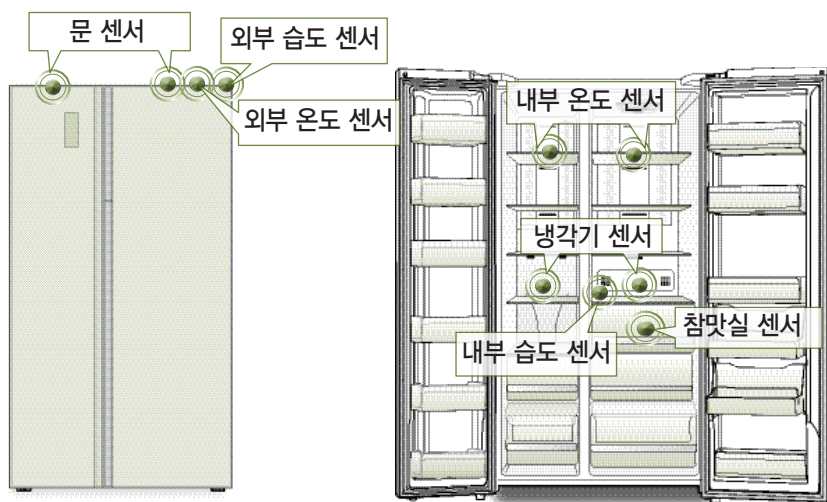 문 센서
외부 습도 센서
외부 온도 센서
내부 온도 센서
냉각기 센서
내부 습도 센서
참맛실 센서